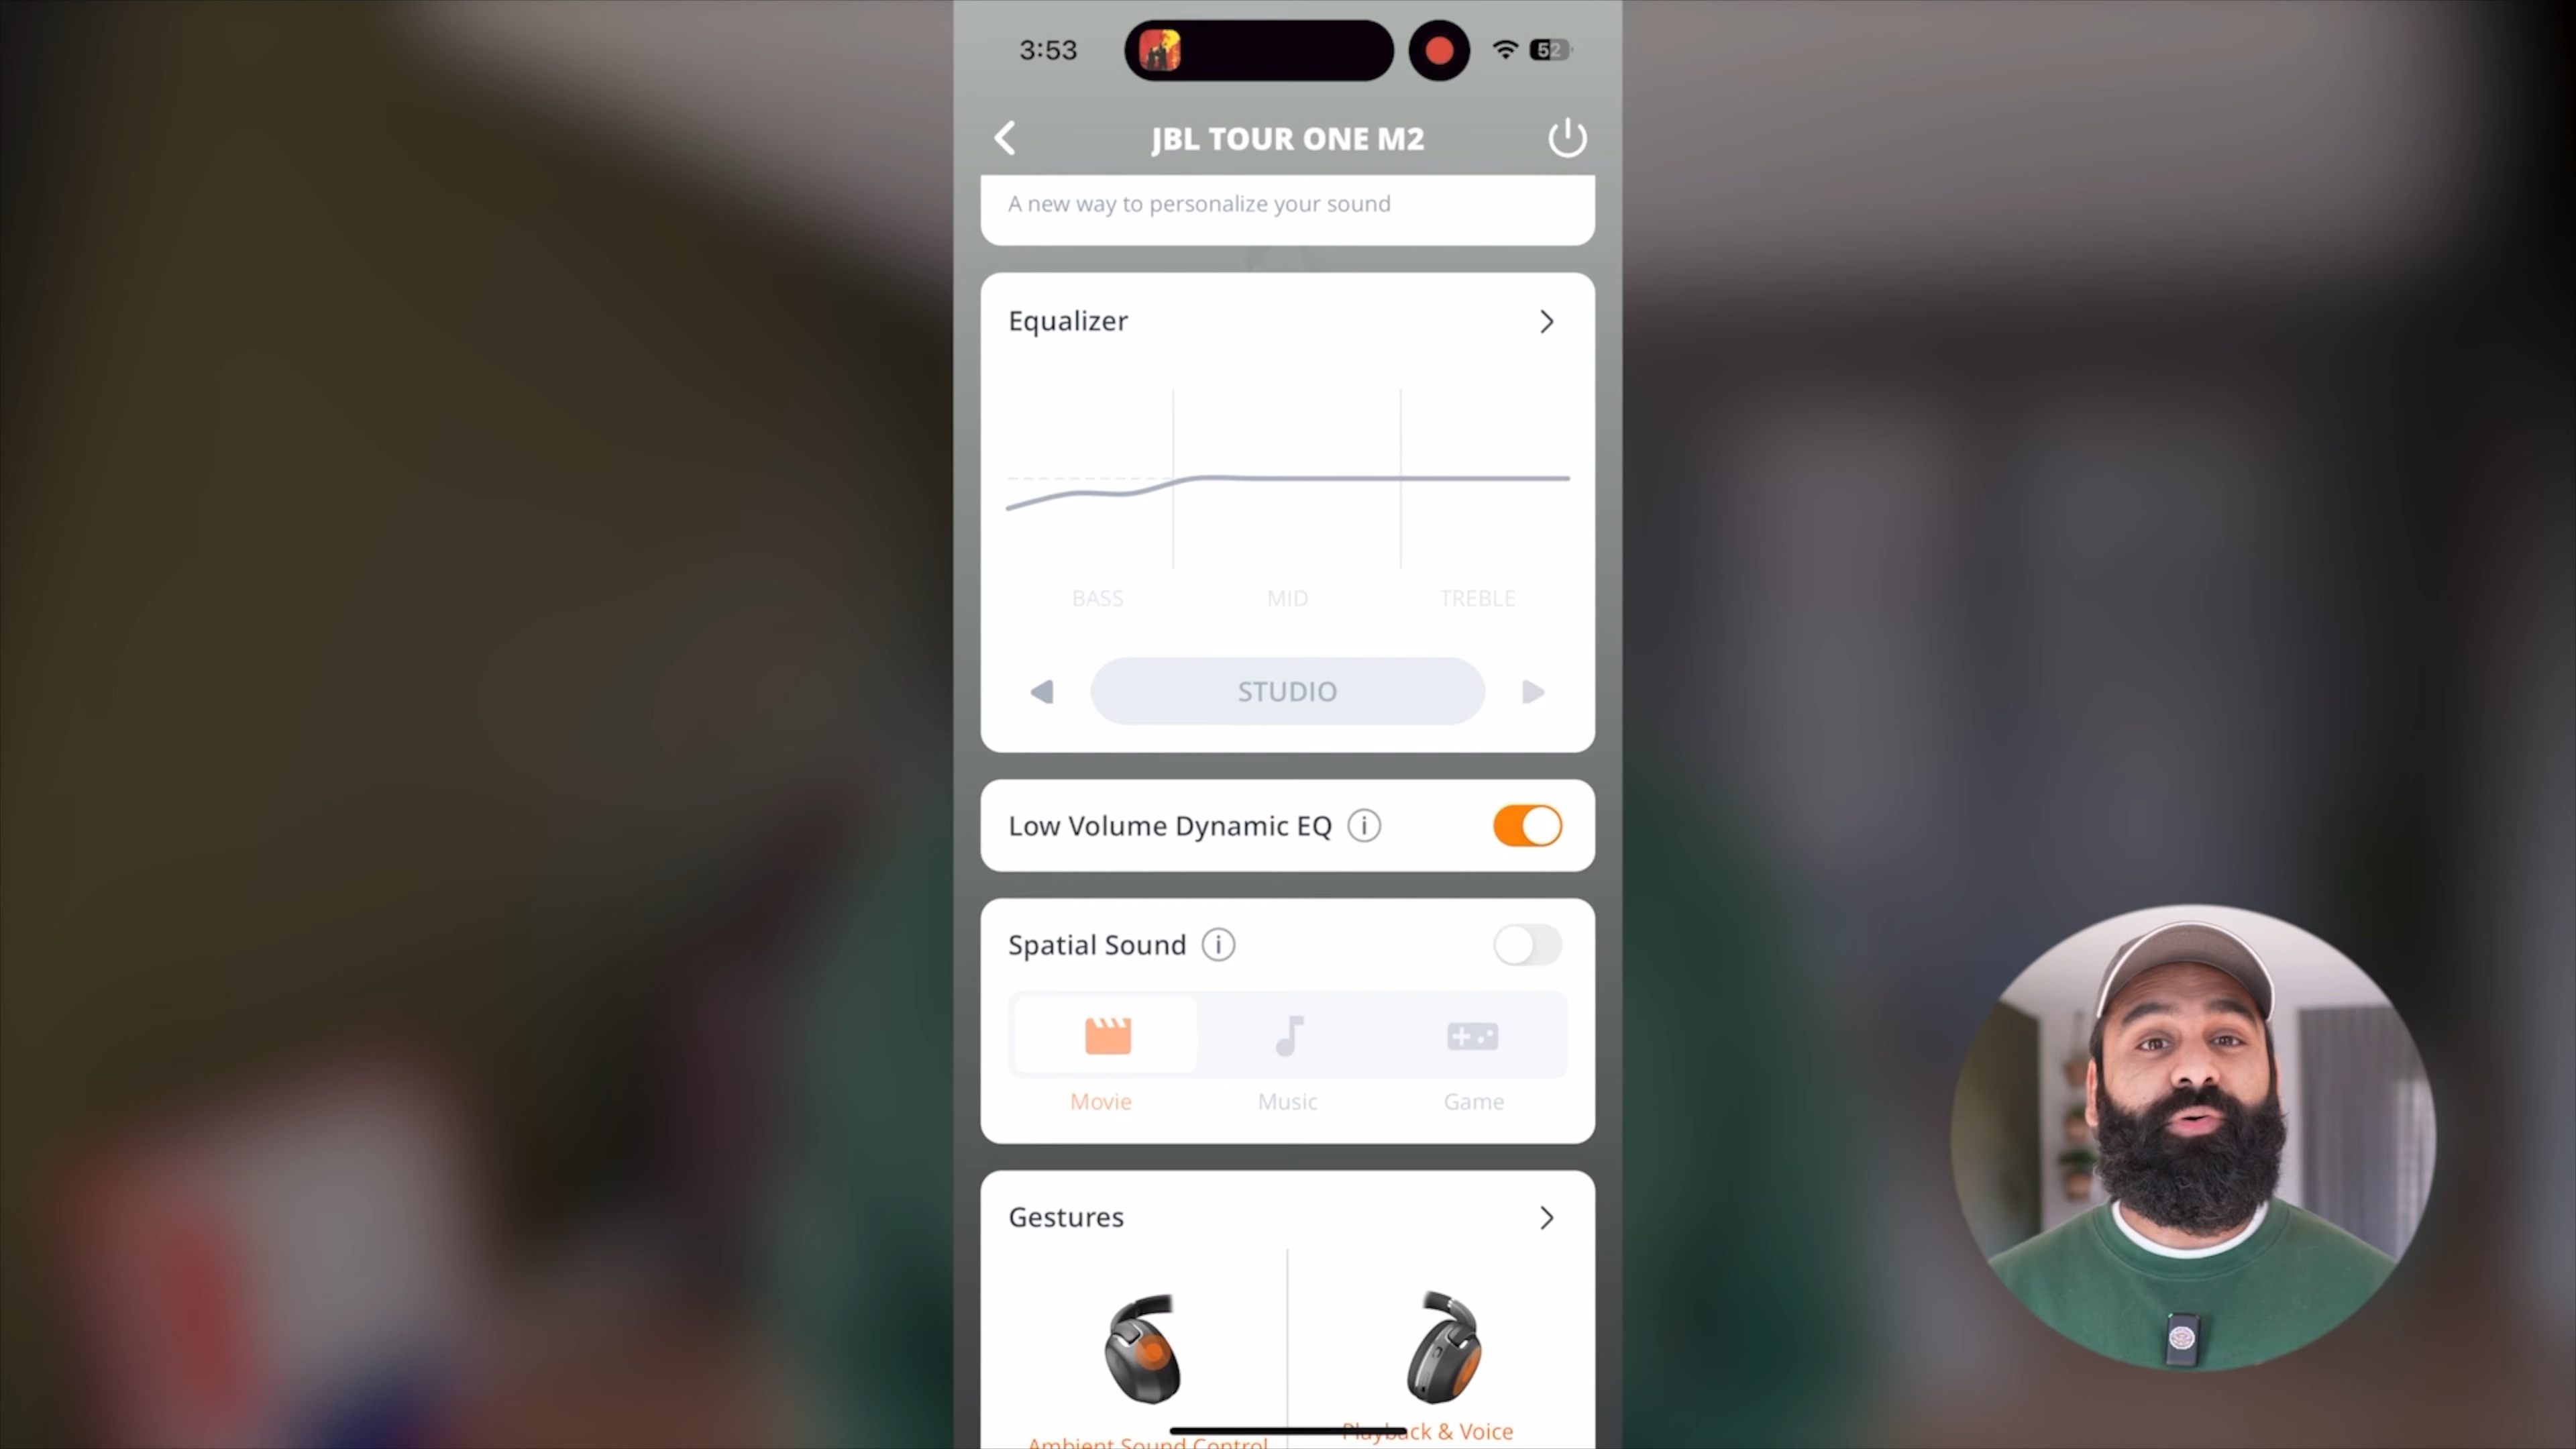 3:53
52
JBL TOUR ONE M2
A new way to personalize your sound
Equalizer
BASS MID TREBLE
STUDIO
Low Volume Dynamic EQ
Spatial Sound
Movie Music Game
Gestures
Ambient Sound Control
Playback & Voice